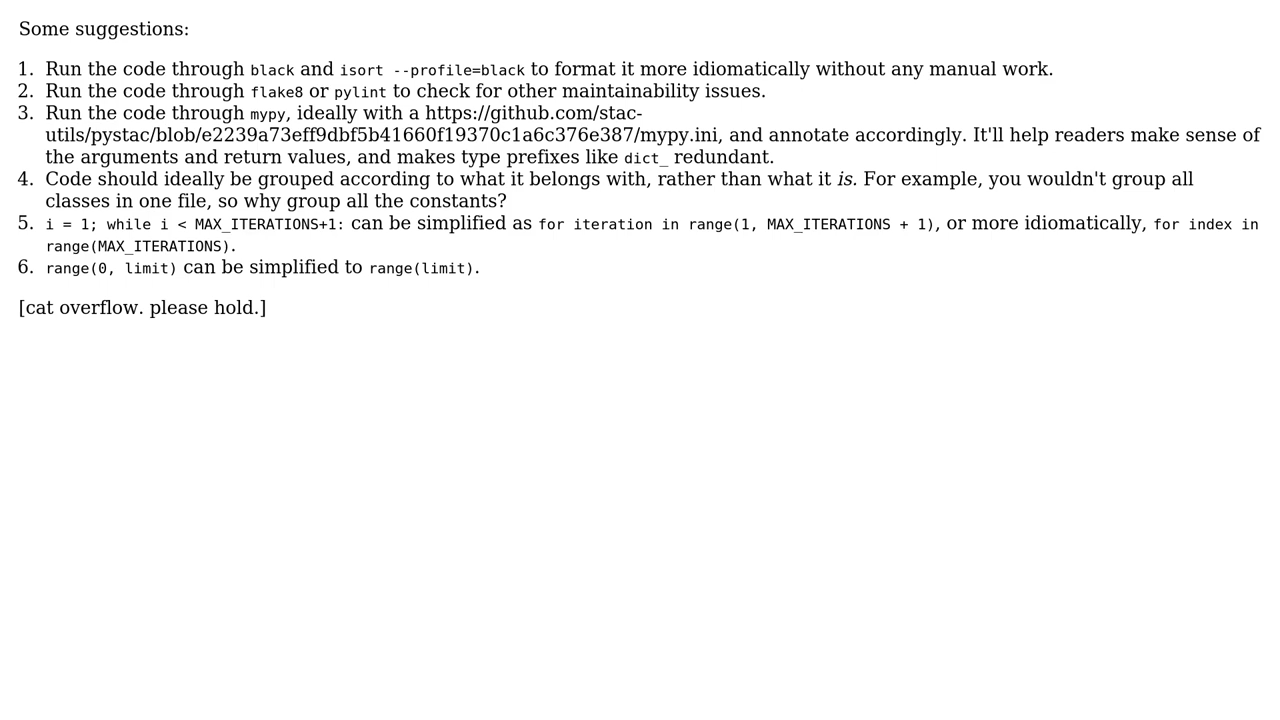 Some suggestions:
1. Run the code through black and isort --profile=black to format it more idiomatically without any manual work.
2. Run the code through flake8 or pylint to check for other maintainability issues.
3. Run the code through mypy, ideally with a https://github.com/stac-
utils/pystac/blob/e2239a73eff9dbf5b41660f19370c1a6c376e387/mypy.ini, and annotate accordingly. It'll help readers make sense of
the arguments and return values, and makes type prefixes like dict_ redundant.
4. Code should ideally be grouped according to what it belongs with, rather than what it is. For example, you wouldn't group all
classes in one file, so why group all the constants?
5. i = 1; while i < MAX_ITERATIONS+1: can be simplified as for iteration in range(1, MAX_ITERATIONS + 1), or more idiomatically, for index in
range(MAX_ITERATIONS).
6. range(0, limit) can be simplified to range(limit).
[cat overflow. please hold.]